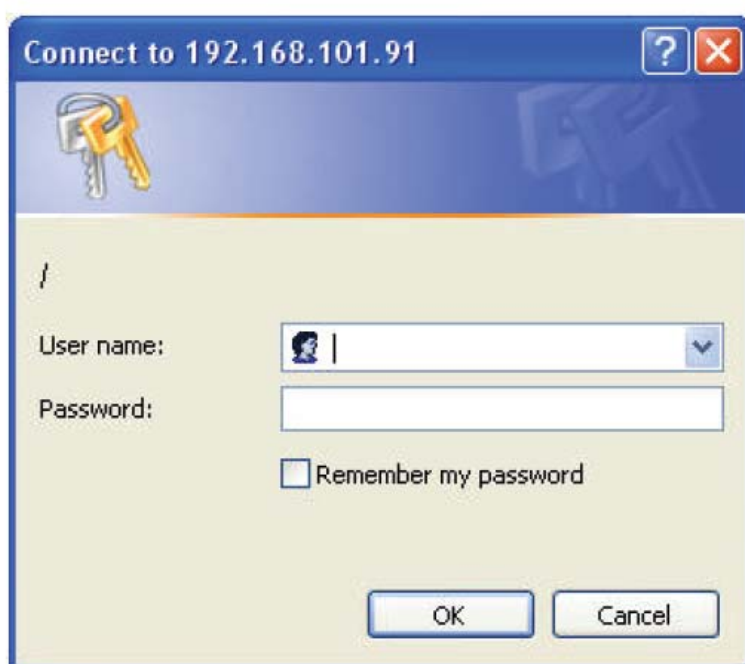 Connect to 192.168.101.91
?
/
User name:
Password:
Remember my password
OK
Cancel